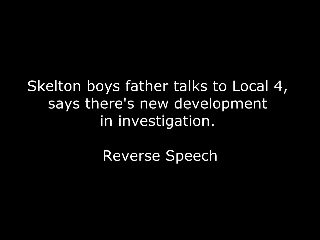 Skelton boys father talks to Local 4,
says there's new development
in investigation.
Reverse Speech